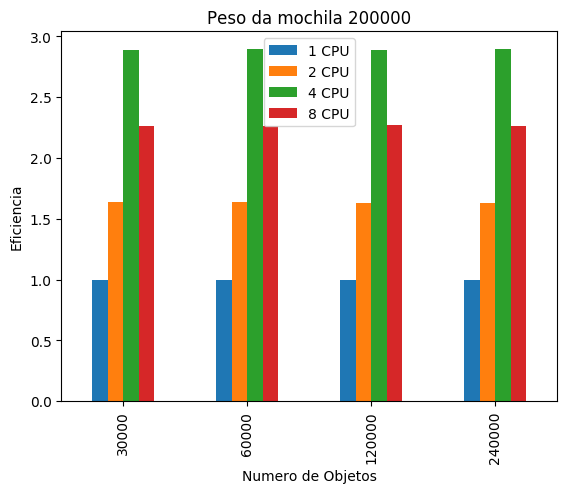 Peso da mochila 200000
1 CPU
2 CPU
4 CPU
8 CPU
3.0
2.5
2.0
1.5
1.0
0.5
0.0
Eficiencia
30000
60000
120000
240000
Numero de Objetos